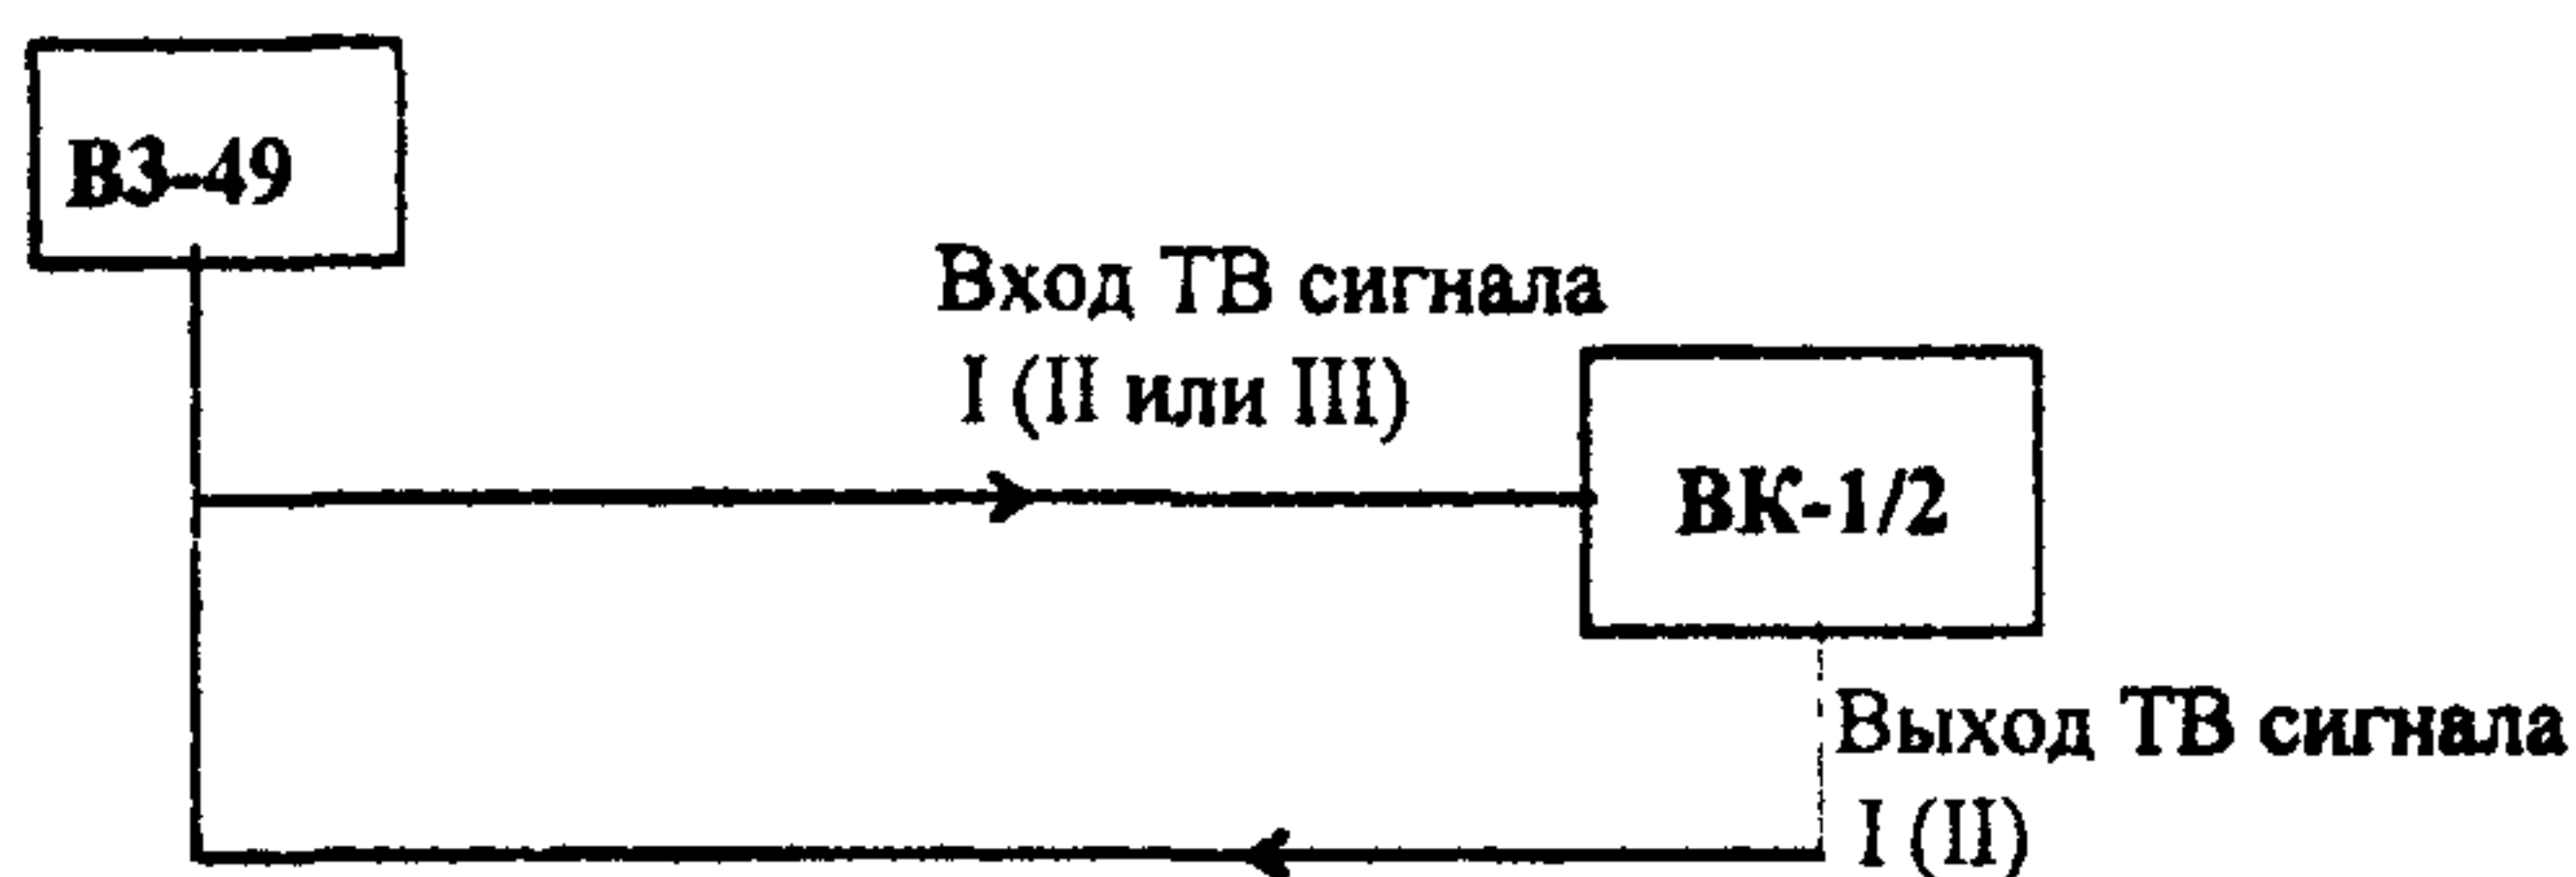 В3-49
Вход ТВ сигнала
I (II или III)
ВК-1/2
Выход ТВ сигнала
I (II)